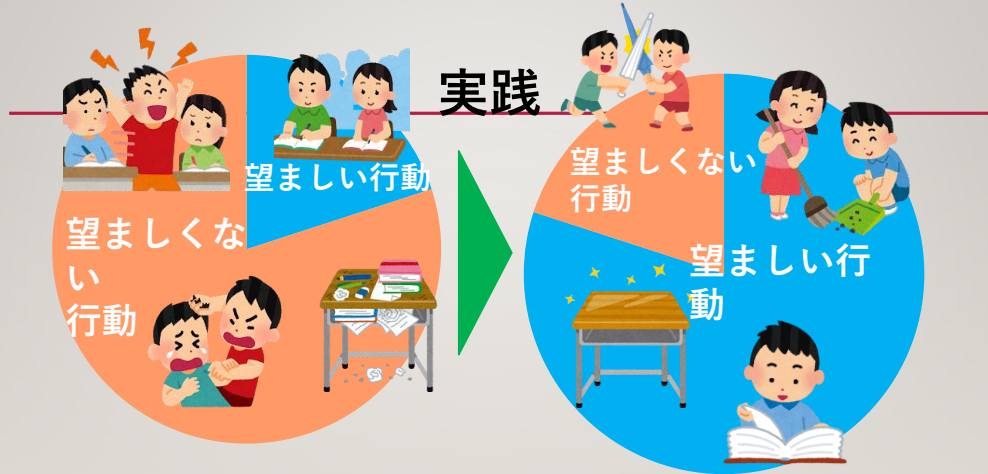 実践
望ましい行動
望ましくな
い
行動
望ましくない
行動
望ましい行
動